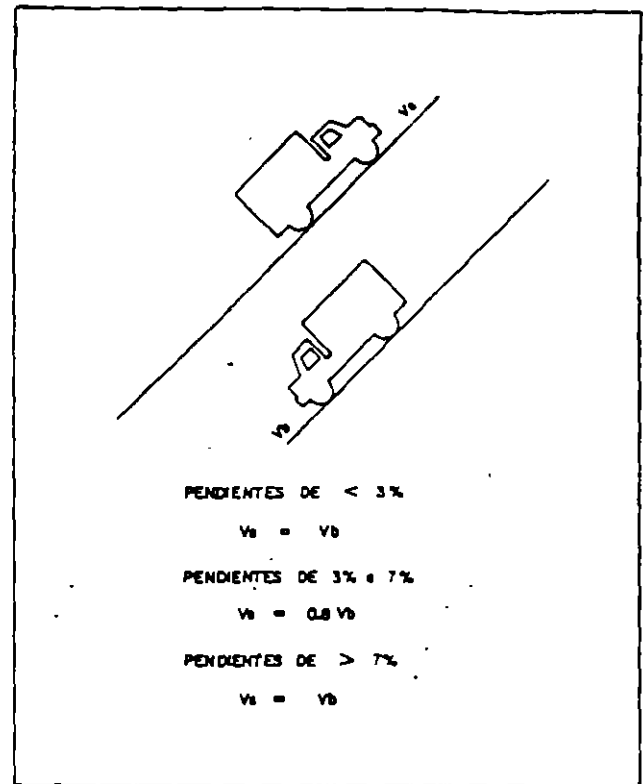 Vs
Vb
PENDIENTES DE < 3%
Vs = Vb
PENDIENTES DE 3% a 7%
Vs = 0.8 Vb
PENDIENTES DE > 7%
Vs = Vb